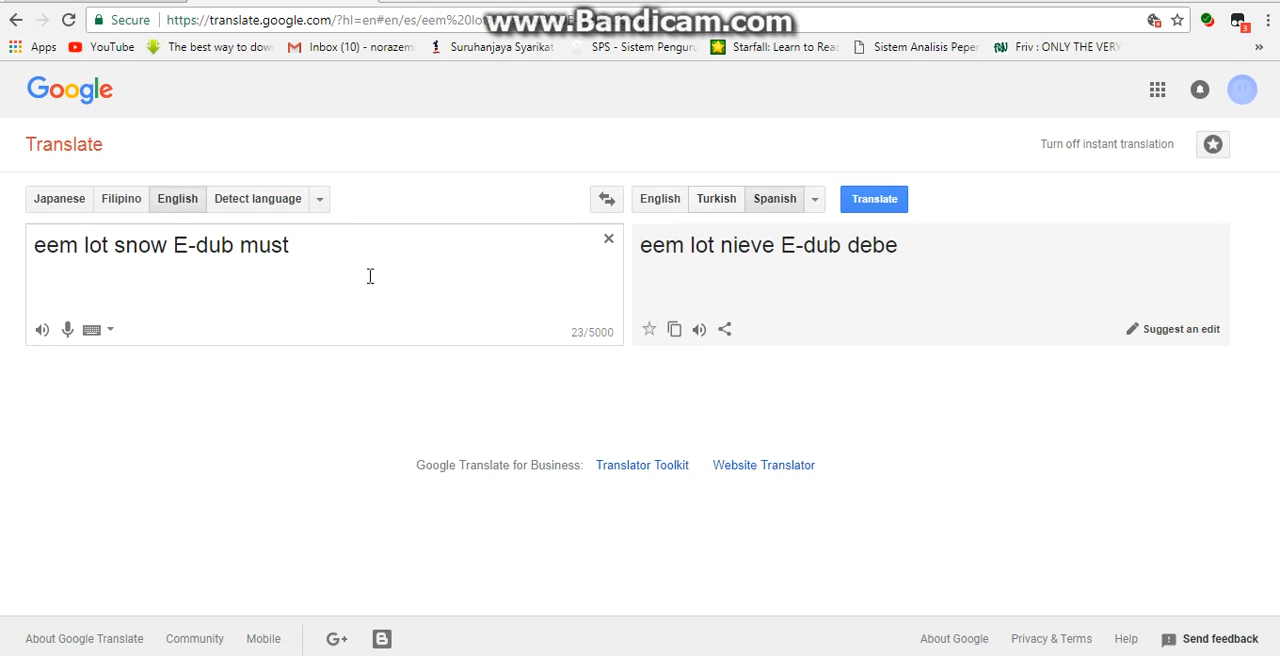 Secure
https://translate.google.com/?hl=en#en/es/eem%20lo
www.Bandicam.com
3
Apps
YouTube
The best way to dow
Inbox (10) - norazem
Suruhanjaya Syarikat
SPS - Sistem Pengur
Starfall: Learn to Rea
Sistem Analisis Peper
Friv : ONLY THE VERY
»
Google
Translate
Turn off instant translation
Japanese
Filipino
English
Detect language
English
Turkish
Spanish
Translate
eem lot snow E-dub must
23/5000
eem lot nieve E-dub debe
Suggest an edit
Google Translate for Business:
Translator Toolkit
Website Translator
About Google Translate
Community
Mobile
G+
B
About Google
Privacy & Terms
Help
Send feedback